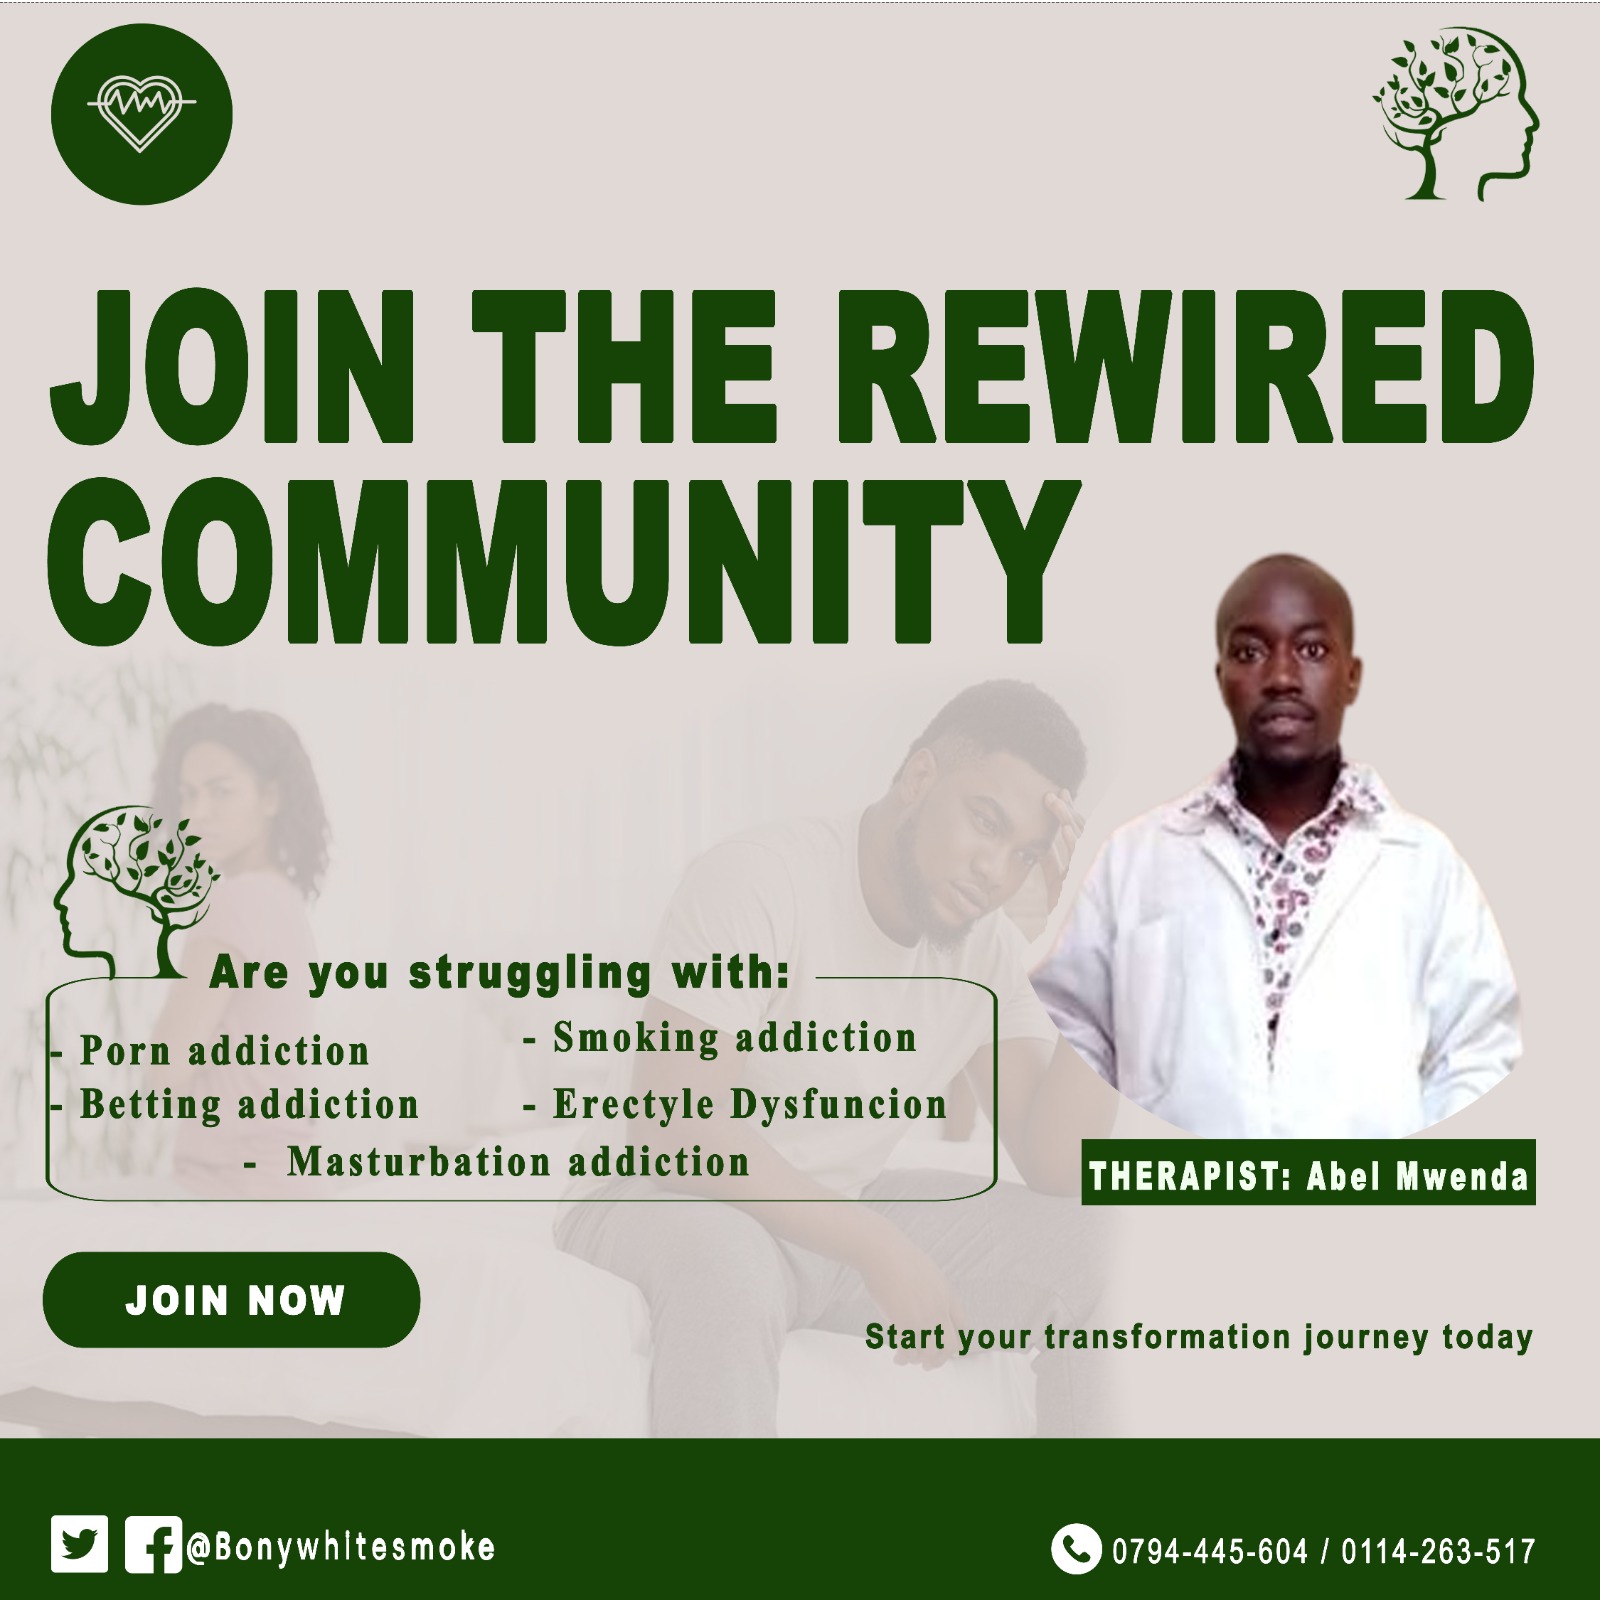 JOIN THE REWIRED
COMMUNITY
Are you struggling with:
- Porn addiction
- Smoking addiction
- Betting addiction
- Erectyle Dysfuncion
- Masturbation addiction
THERAPIST: Abel Mwenda
JOIN NOW
Start your transformation journey today
@Bonywhitesmoke
0794-445-604 / 0114-263-517